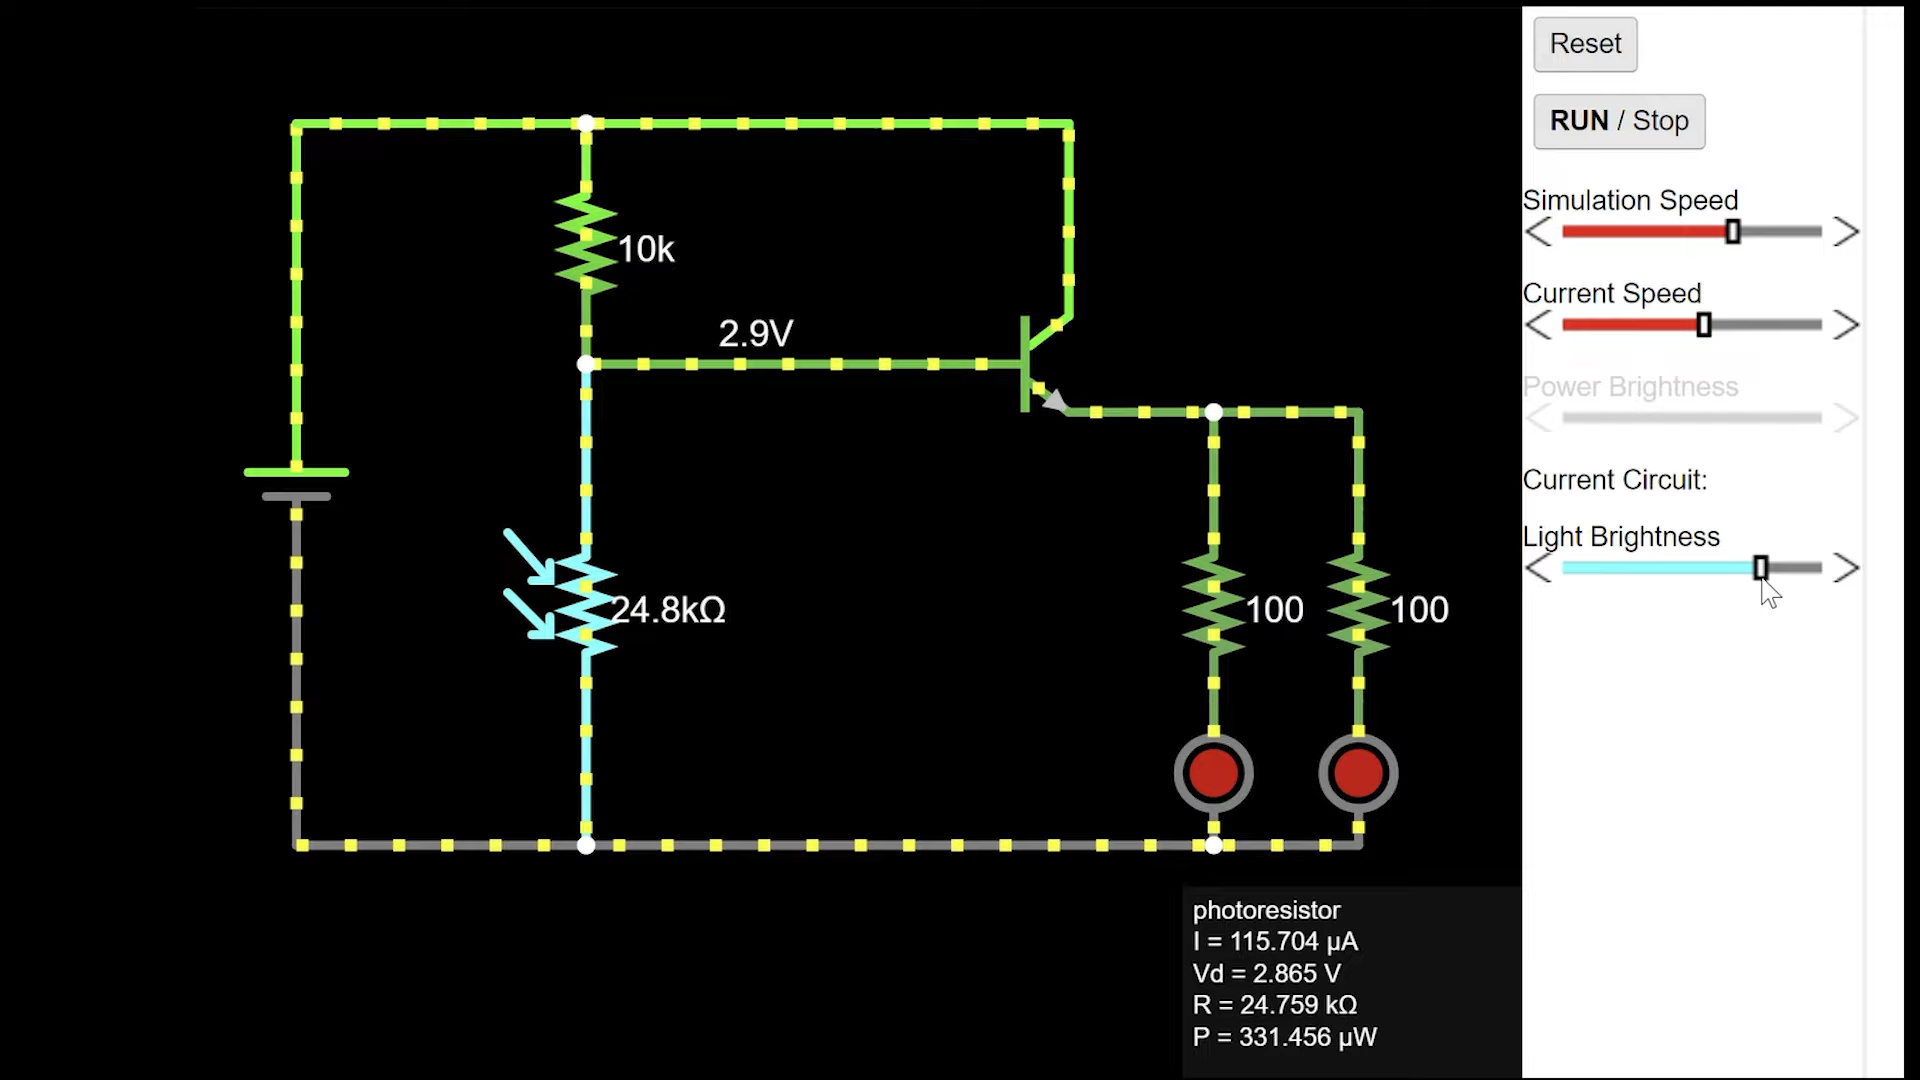 Reset
RUN / Stop
Simulation Speed
Current Speed
Power Brightness
Current Circuit:
Light Brightness
10k
2.9V
24.8kΩ
100
100
photoresistor
I = 115.704 μA
Vd = 2.865 V
R = 24.759 kΩ
P = 331.456 μW